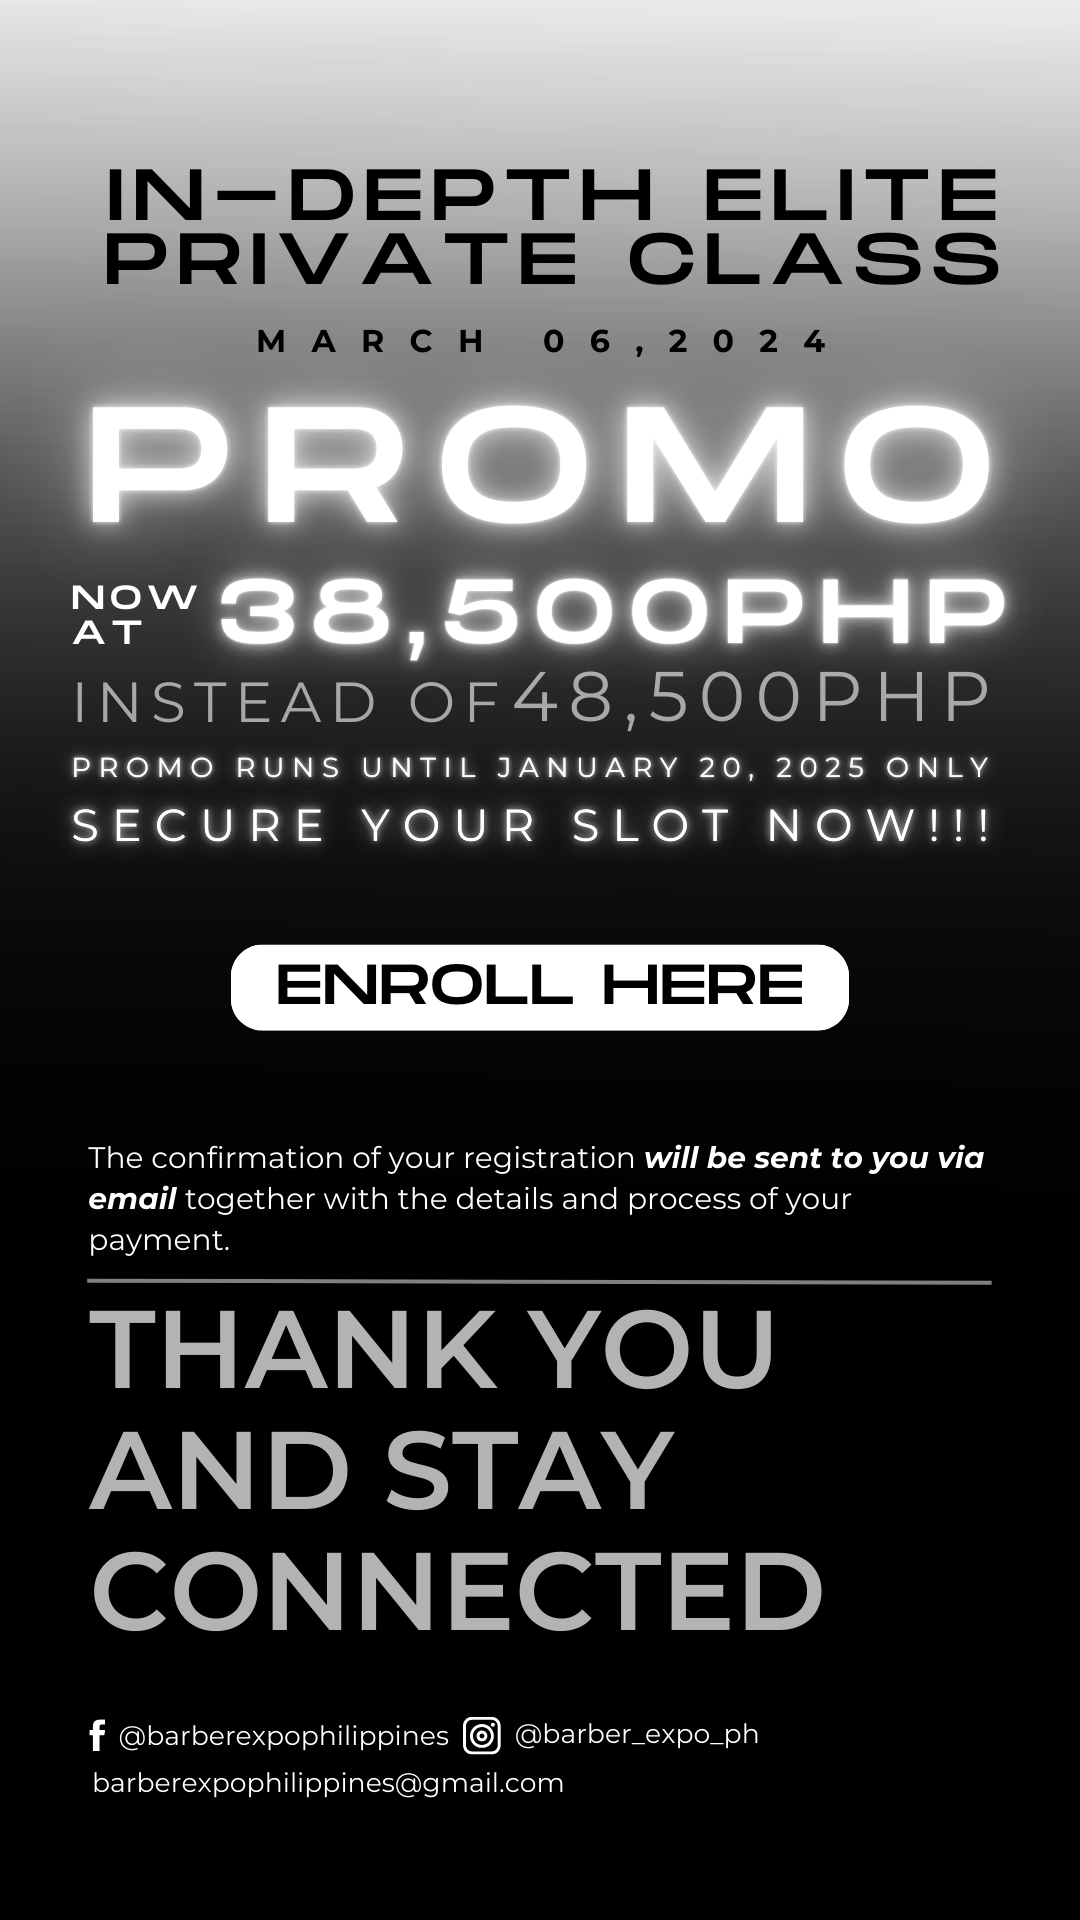 IN-DEPTH ELITE
PRIVATE CLASS
MARCH 06,2024
PROMO
NOW
AT
38,500PHP
INSTEAD OF 48,500PHP
PROMO RUNS UNTIL JANUARY 20, 2025 ONLY
SECURE YOUR SLOT NOW!!!
ENROLL HERE
The confirmation of your registration will be sent to you via
email together with the details and process of your
payment.
THANK YOU
AND STAY
CONNECTED
@barberexpophilippines @barber_expo_ph
barberexpophilippines@gmail.com